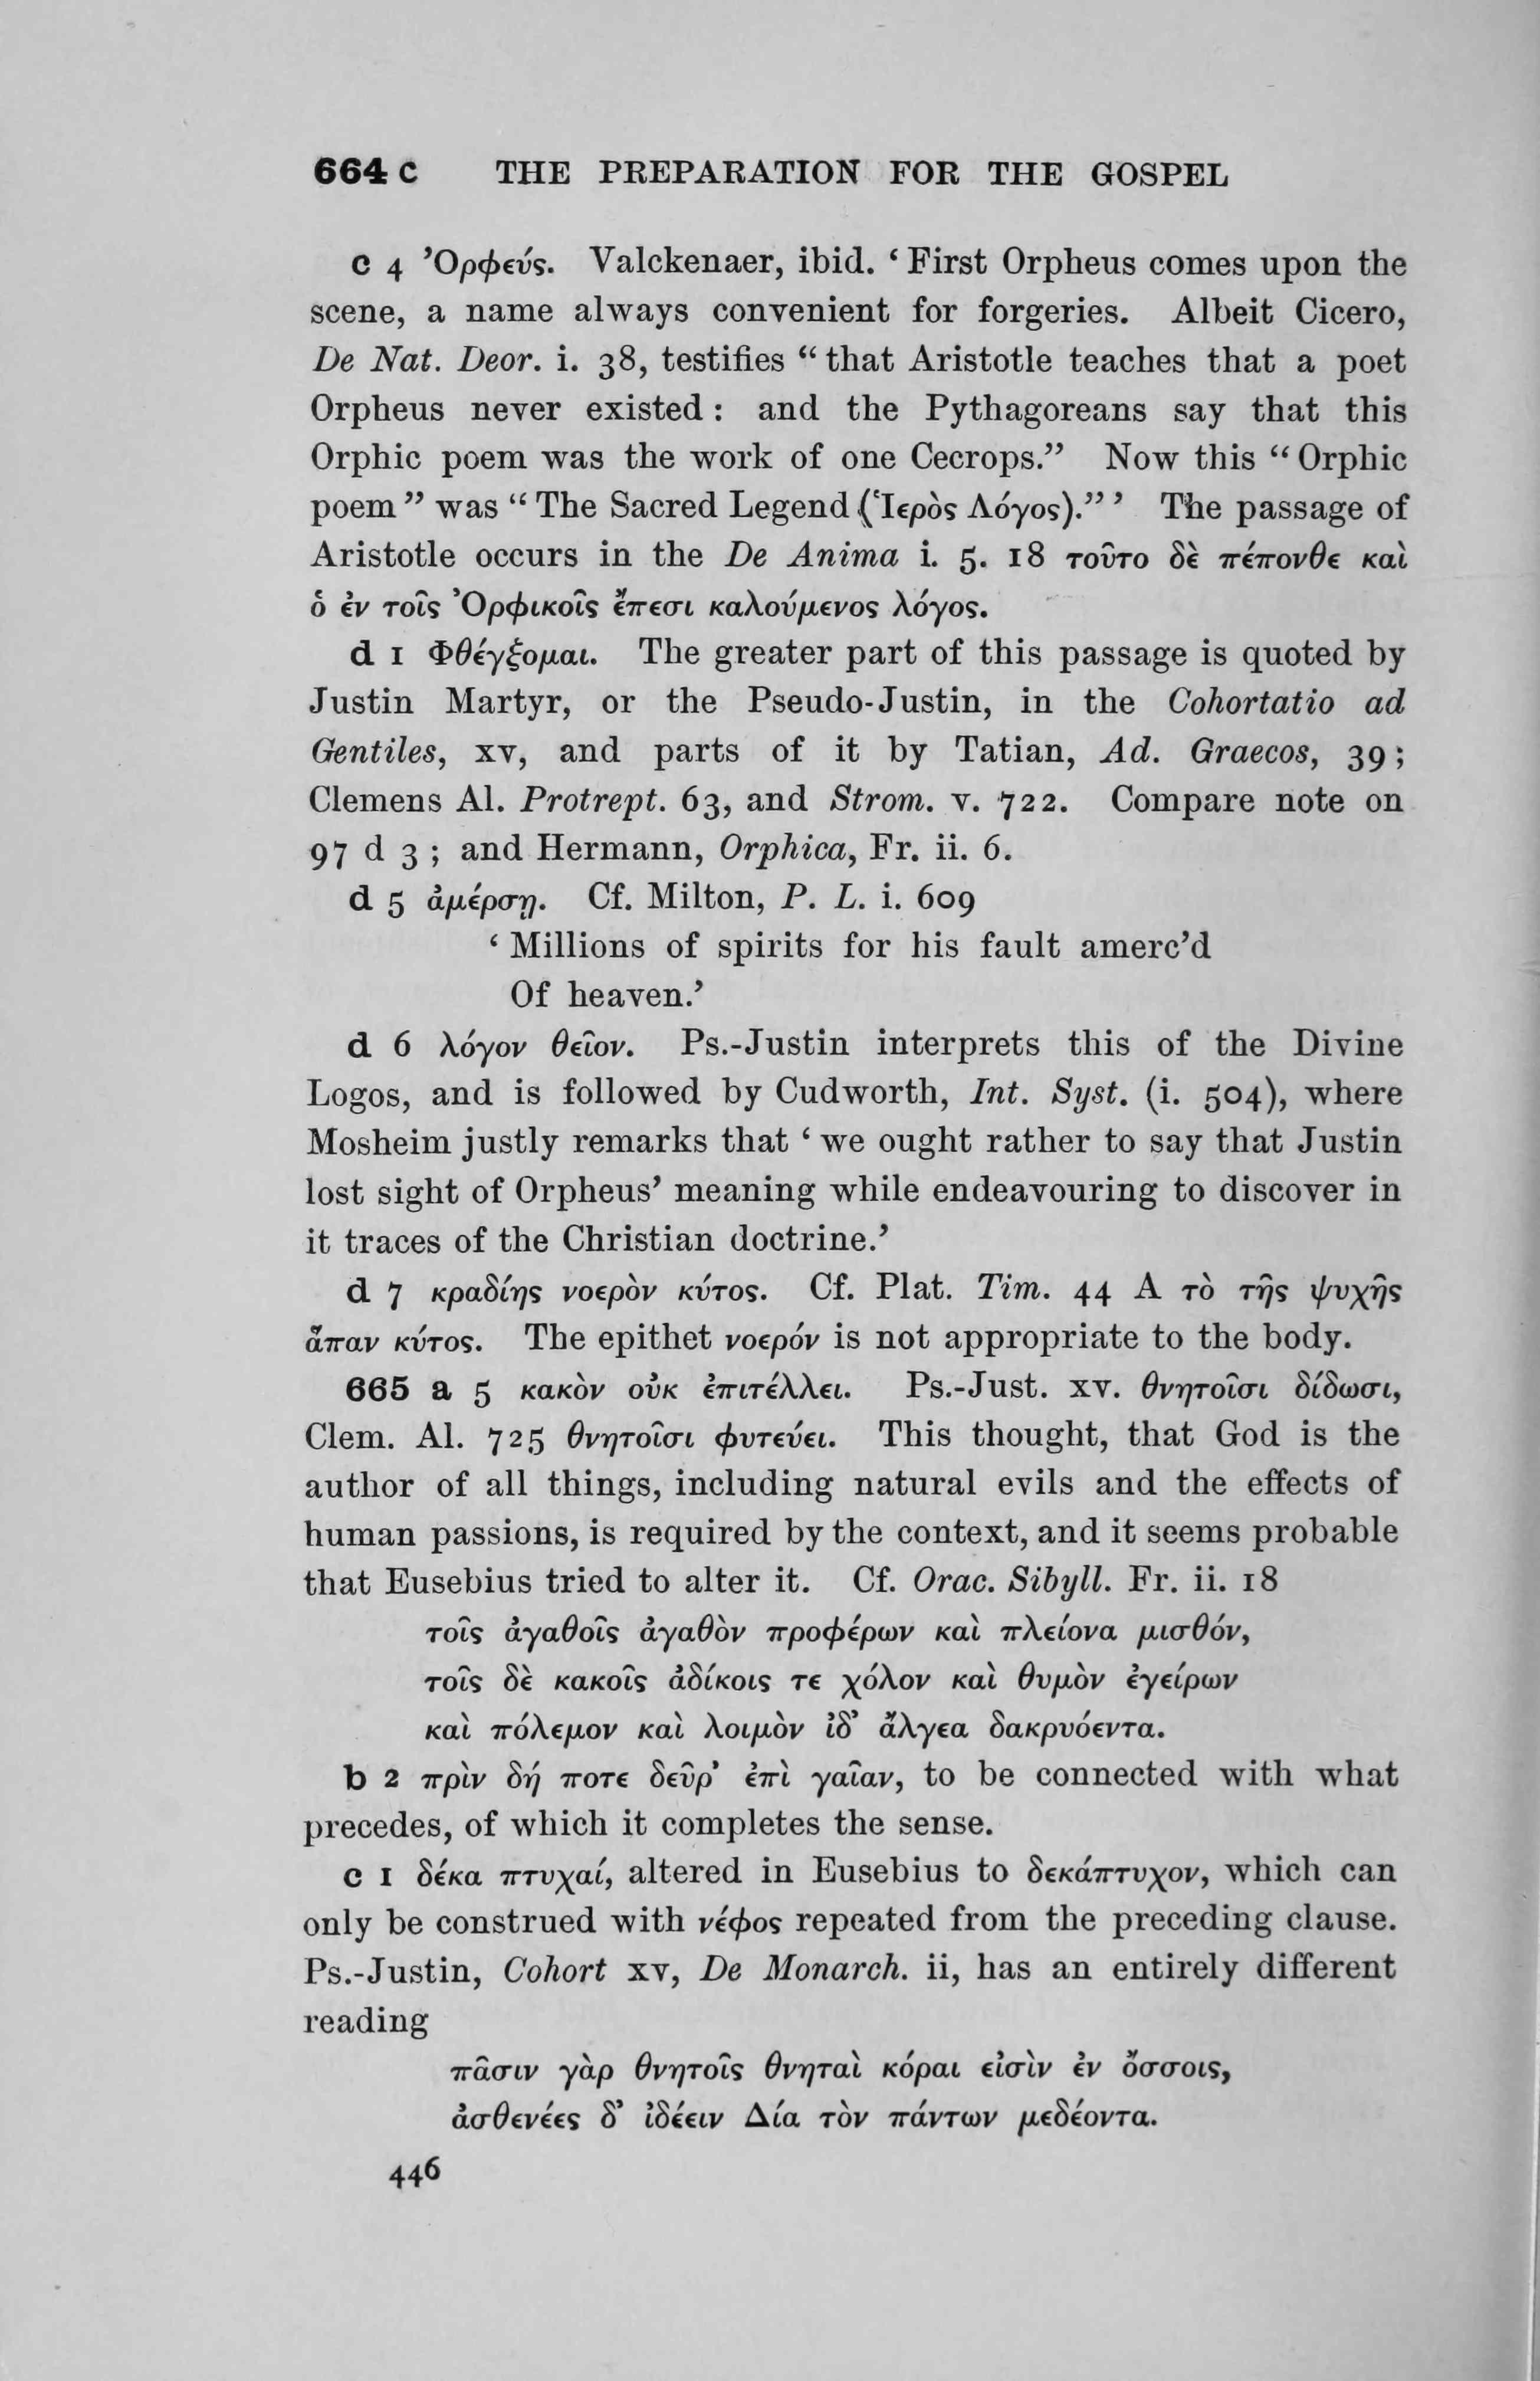 664 c THE PREPARATION FOR THE GOSPEL
c 4 Ὀρφεύς. Valckenaer, ibid. ‘ First Orpheus comes upon the
scene, a name always convenient for forgeries. Albeit Cicero,
De Nat. Deor. i. 38, testifies “ that Aristotle teaches that a poet
Orpheus never existed : and the Pythagoreans say that this
Orphic poem was the work of one Cecrops.” Now this “ Orphic
poem ” was “ The Sacred Legend (Ἱερὸς Λόγος).” ’ The passage of
Aristotle occurs in the De Anima i. 5. 18 τοῦτο δὲ πέπονθε καὶ
ὁ ἐν τοῖς Ὀρφικοῖς ἔπεσι καλούμενος λόγος.
d 1 Φθέγξομαι. The greater part of this passage is quoted by
Justin Martyr, or the Pseudo-Justin, in the Cohortatio ad
Gentiles, xv, and parts of it by Tatian, Ad. Graecos, 39 ;
Clemens Al. Protrept. 63, and Strom. v. 722. Compare note on
97 d 3 ; and Hermann, Orphica, Fr. ii. 6.
d 5 ἀμέρσῃ. Cf. Milton, P. L. i. 609
‘ Millions of spirits for his fault amerc’d
Of heaven.’
d 6 λόγον θεῖον. Ps.-Justin interprets this of the Divine
Logos, and is followed by Cudworth, Int. Syst. (i. 504), where
Mosheim justly remarks that ‘ we ought rather to say that Justin
lost sight of Orpheus’ meaning while endeavouring to discover in
it traces of the Christian doctrine.’
d 7 κραδίης νοερὸν κύτος. Cf. Plat. Tim. 44 A τὸ τῆς ψυχῆς
ἅπαν κύτος. The epithet νοερόν is not appropriate to the body.
665 a 5 κακὸν οὐκ ἐπιτέλλει. Ps.-Just. xv. θνητοῖσι δίδωσι,
Clem. Al. 725 θνητοῖσι φυτεύει. This thought, that God is the
author of all things, including natural evils and the effects of
human passions, is required by the context, and it seems probable
that Eusebius tried to alter it. Cf. Orac. Sibyll. Fr. ii. 18
τοῖς ἀγαθοῖς ἀγαθὸν προφέρων καὶ πλείονα μισθόν,
τοῖς δὲ κακοῖς ἀδίκοις τε χόλον καὶ θυμὸν ἐγείρων
καὶ πόλεμον καὶ λοιμὸν ἰδ’ ἄλγεα δακρυόεντα.
b 2 πρὶν δή ποτε δεῦρ’ ἐπὶ γαῖαν, to be connected with what
precedes, of which it completes the sense.
c 1 δέκα πτυχαί, altered in Eusebius to δεκάπτυχον, which can
only be construed with νέφος repeated from the preceding clause.
Ps.-Justin, Cohort xv, De Monarch. ii, has an entirely different
reading
πᾶσιν γὰρ θνητοῖς θνηταὶ κόραι εἰσὶν ἐν ὄσσοις,
ἀσθενέες δ’ ἰδέειν Δία τὸν πάντων μεδέοντα.
446